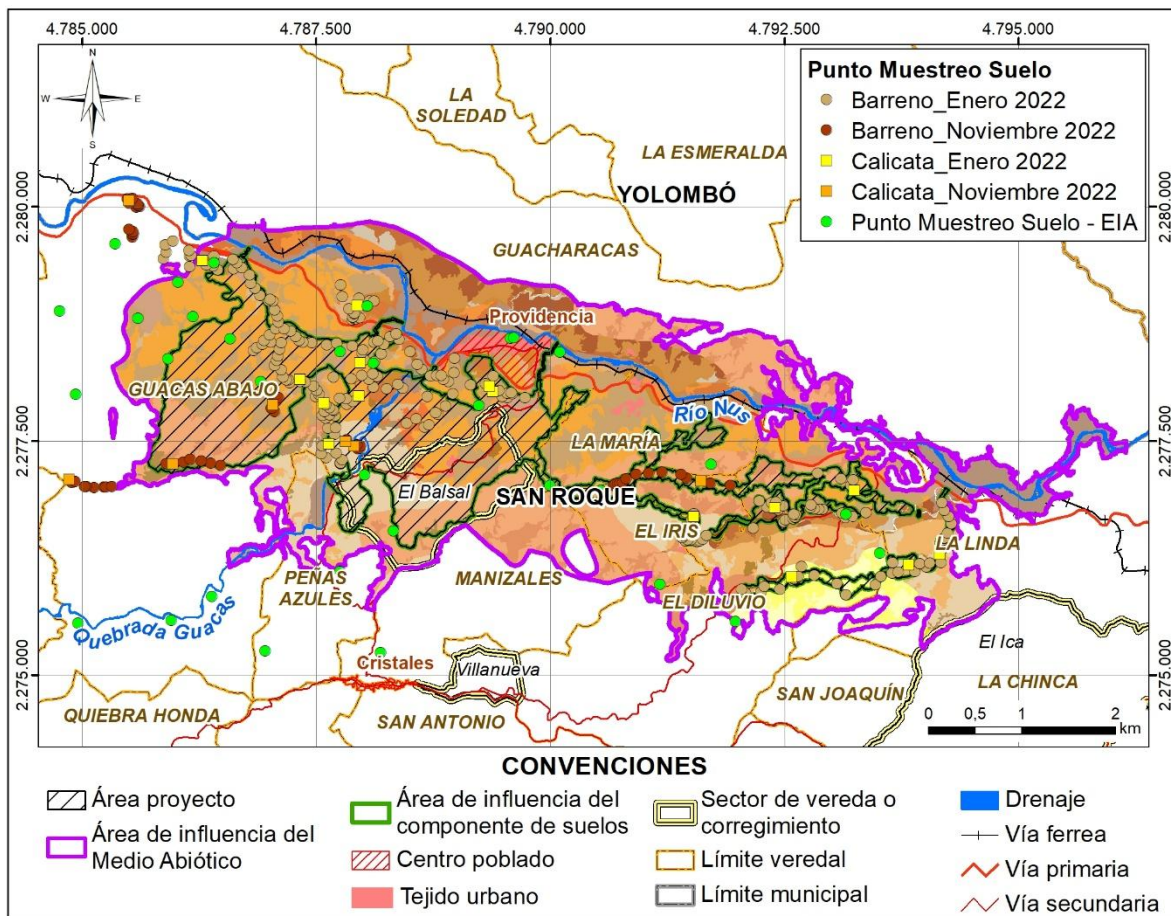 4.785.000
4.787.500
4.790.000
4.792.500
4.795.000
N
W
E
S
Punto Muestreo Suelo
Barreno_Enero 2022
Barreno_Noviembre 2022
Calicata_Enero 2022
Calicata_Noviembre 2022
Punto Muestreo Suelo - EIA
LA
SOLEDAD
LA ESMERALDA
YOLOMBÓ
2.280.000
2.280.000
GUACHARACAS
Providencia
GUACAS ABAJO
Río Nus
2.277.500
2.277.500
LA MARÍA
El Balsal
SAN ROQUE
EL IRIS
LA LINDA
PEÑAS
AZULES
MANIZALES
EL DILUVIO
Quebrada Guacas
El Ica
Cristales
Villanueva
2.275.000
2.275.000
SAN JOAQUÍN
LA CHINCA
QUIEBRA HONDA
SAN ANTONIO
0 0,5 1 2
km
CONVENCIONES
Área proyecto
Área de influencia del
Medio Abiótico
Área de influencia del
componente de suelos
Centro poblado
Tejido urbano
Sector de vereda o
corregimiento
Límite veredal
Límite municipal
Drenaje
Vía ferrea
Vía primaria
Vía secundaria